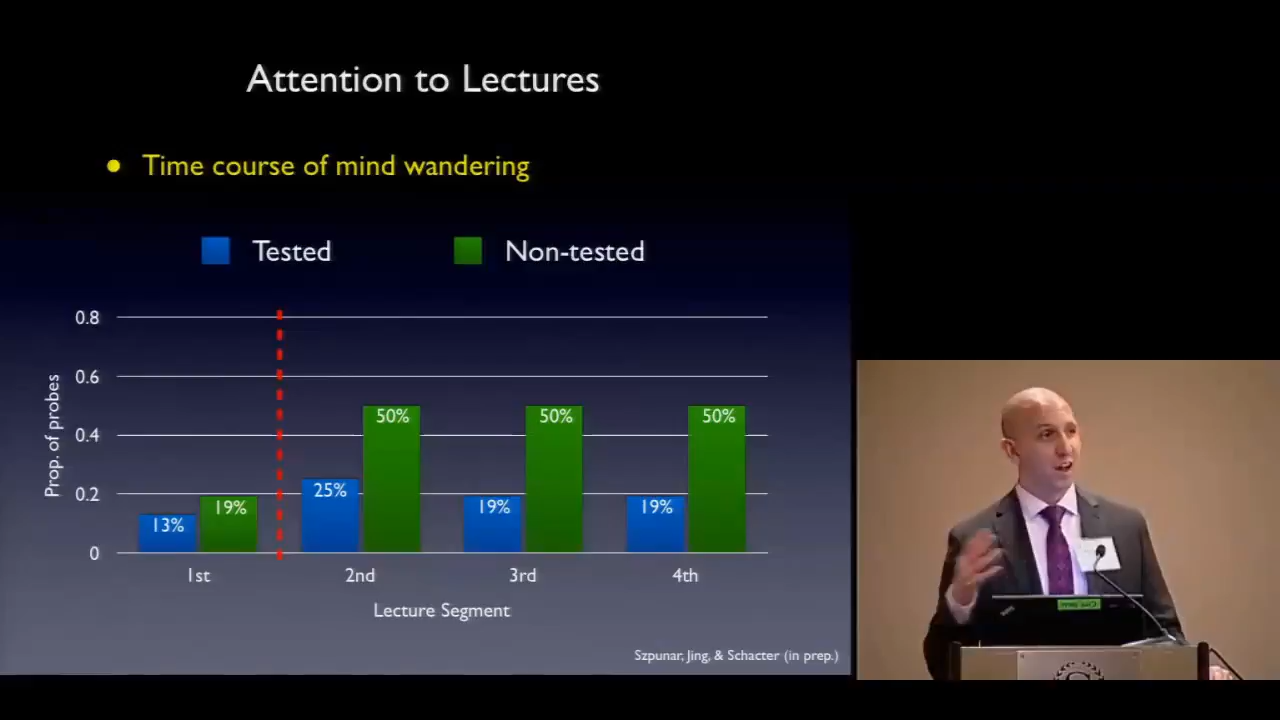 Attention to Lectures
● Time course of mind wandering
Tested
Non-tested
0.8
0.6
0.4
0.2
0
Prop. of probes
13%
19%
25%
50%
19%
50%
19%
50%
1st
2nd
3rd
4th
Lecture Segment
Szpunar, Jing, & Schacter (in prep.)